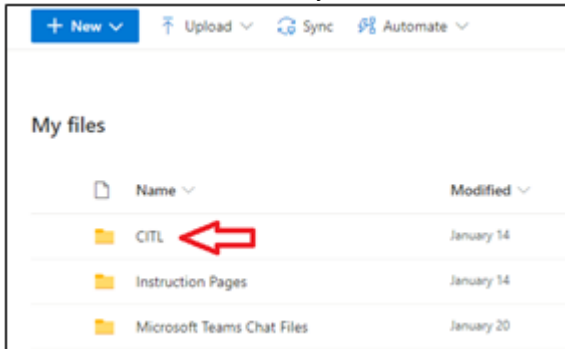 + New Upload Sync Automate
My files
Name Modified
CITL January 14
Instruction Pages January 14
Microsoft Teams Chat Files January 20